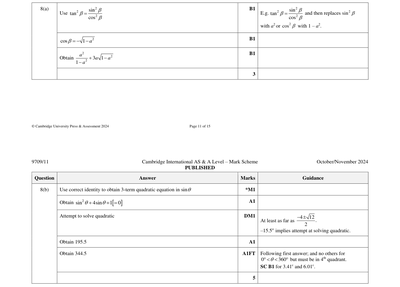 8(a) Use tan² β = sin² β / cos² β B1 E.g. tan² β = sin² β / cos² β and then replaces sin² β
with a² or cos² β with 1 – a².
cos β = –√(1 – a²) B1
Obtain a² / (1 – a²) + 3a√(1 – a²) B1
3
© Cambridge University Press & Assessment 2024 Page 11 of 15
9709/11 Cambridge International AS & A Level – Mark Scheme October/November 2024
PUBLISHED
Question Answer Marks Guidance
8(b) Use correct identity to obtain 3-term quadratic equation in sin θ *M1
Obtain sin² θ + 4sin θ + 1[= 0] A1
Attempt to solve quadratic DM1 At least as far as (–4 ± √12) / 2.
–15.5° implies attempt at solving quadratic.
Obtain 195.5 A1
Obtain 344.5 A1FT Following first answer; and no others for
0° < θ < 360° but must be in 4th quadrant.
SC B1 for 3.41ᶜ and 6.01ᶜ.
5